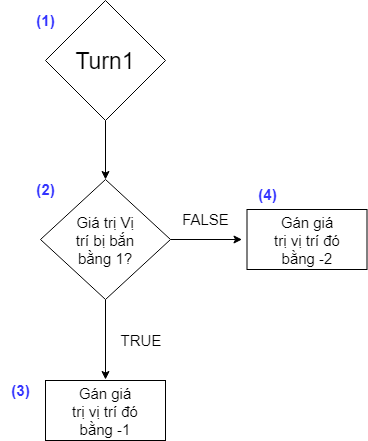 (1)
Turn1
(2)
Giá trị Vị
trí bị bắn
bằng 1?
FALSE
(4)
Gán giá
trị vị trí đó
bằng -2
TRUE
(3)
Gán giá
trị vị trí đó
bằng -1